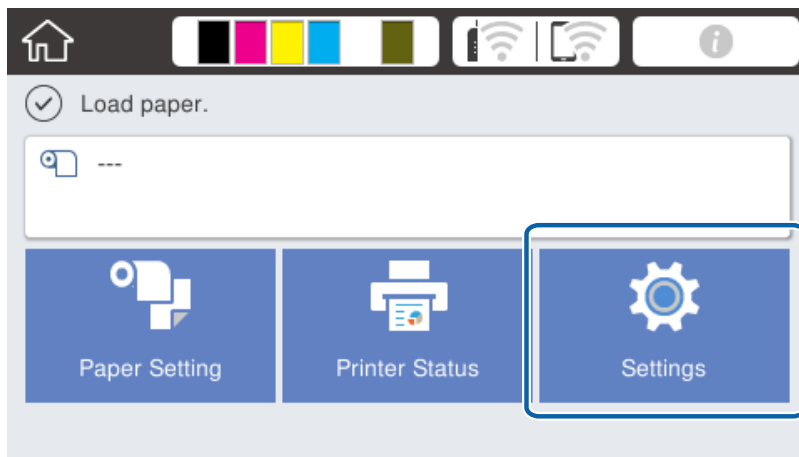 Load paper.
---
Paper Setting
Printer Status
Settings